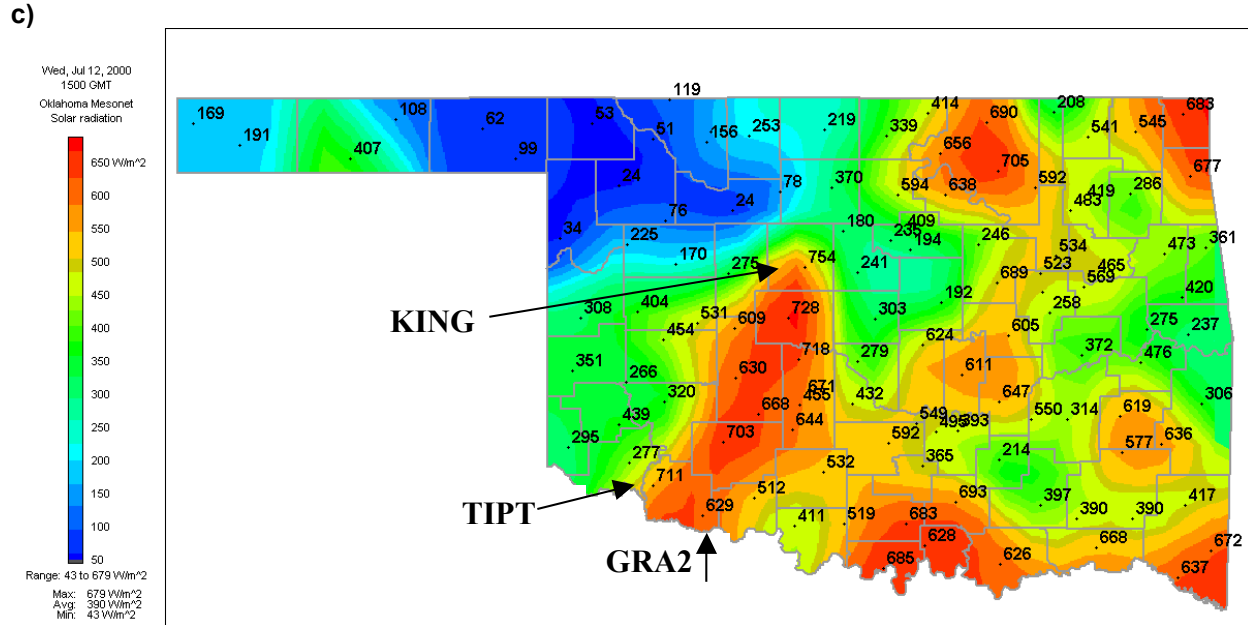 c)
Wed, Jul 12, 2000
1500 GMT
Oklahoma Mesonet
Solar radiation
650 W/m^2
600
550
500
450
400
350
300
250
200
150
100
50
Range: 43 to 679 W/m^2
Max: 679 W/m^2
Avg: 390 W/m^2
Min: 43 W/m^2
119
169 108 62 53 414 690 208 683
191 51 156 253 219 339 541 545
407 99 656
705 677
24 78 370 594 638 592 419 286
76 24 483
34 225 180 235 409 194 246 534 473 361
170 275 754 241 689 523 465
569 420
308 404 192 258
531 609 728 303 275 237
454 624 605
351 718 279 372 476
266 630 611
320 671 432 647 306
439 668 455 550 314 619
295 703 644 592 549 495 393 577 636
277 532 365 214
711 512 693 397 417
629 411 519 683 390 390
628 668 672
685 626 637
KING
TIPT
GRA2